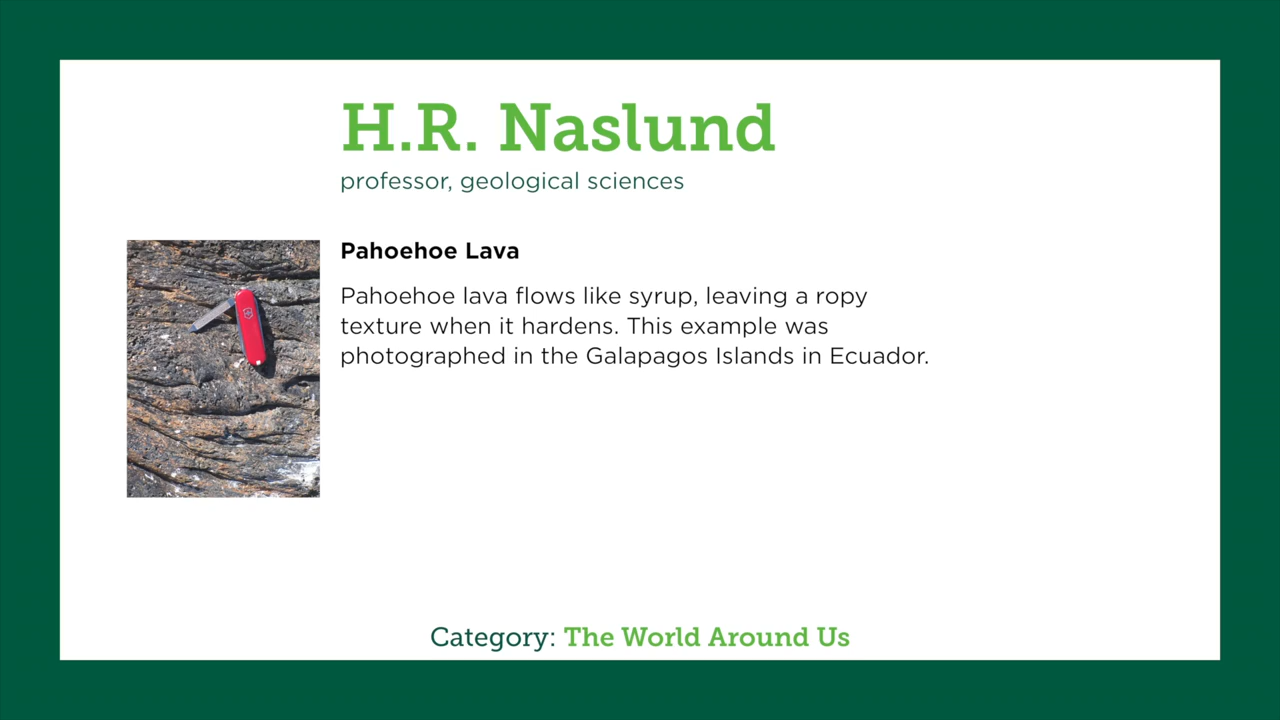 H.R. Naslund
professor, geological sciences
Pahoehoe Lava
Pahoehoe lava flows like syrup, leaving a ropy
texture when it hardens. This example was
photographed in the Galapagos Islands in Ecuador.
Category: The World Around Us